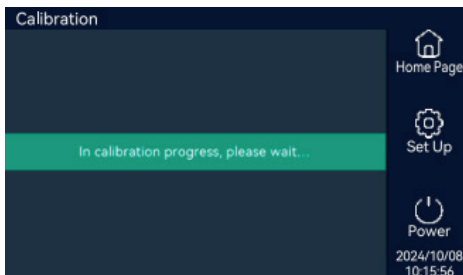 Calibration
Home Page
In calibration progress, please wait...
Set Up
Power
2024/10/08
10:15:56